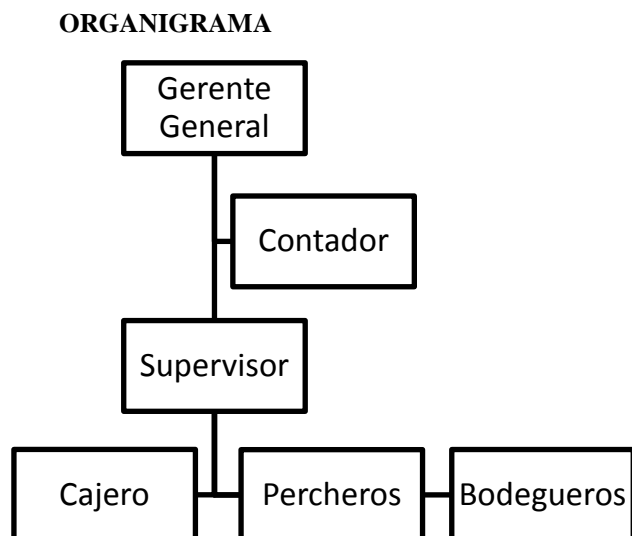 ORGANIGRAMA
Gerente
General
Contador
Supervisor
Cajero
Percheros
Bodegueros